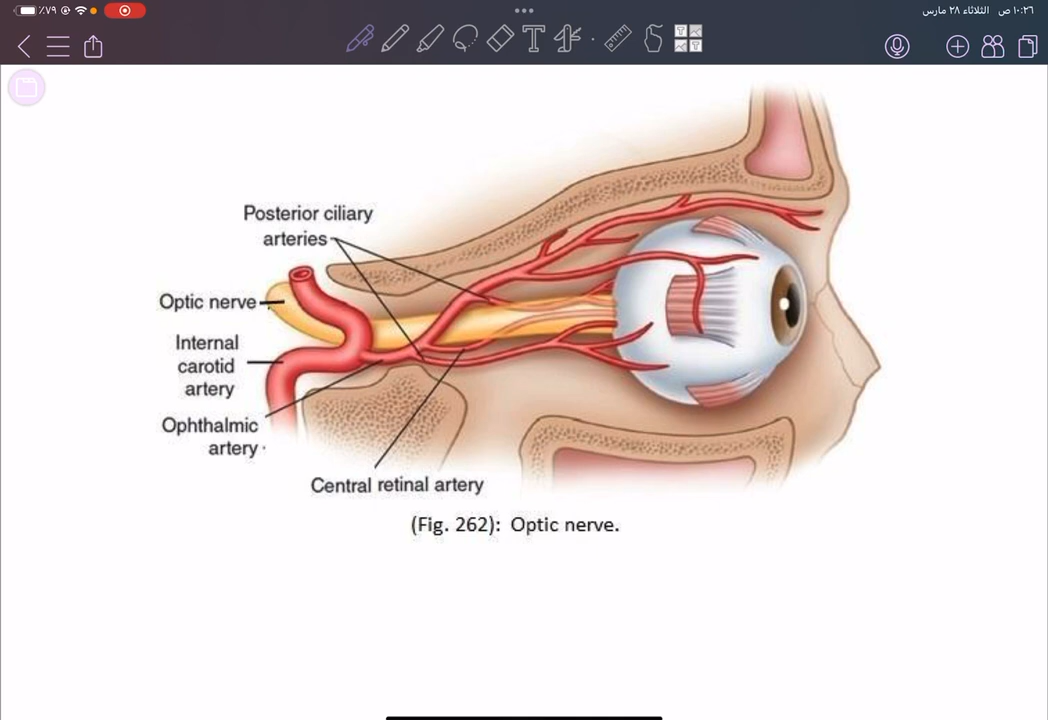 ٪٧٩
١٠:٢٦ ص الثلاثاء ٢٨ مارس
Posterior ciliary
arteries
Optic nerve
Internal
carotid
artery
Ophthalmic
artery
Central retinal artery
(Fig. 262): Optic nerve.